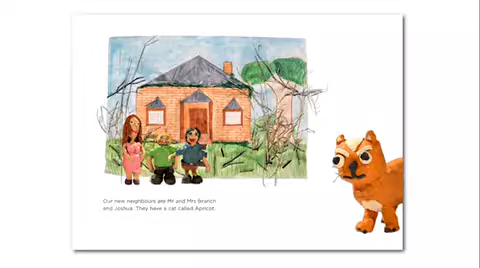 Our new neighbours are Mr and Mrs Branch
and Joshua. They have a cat called Apricot.